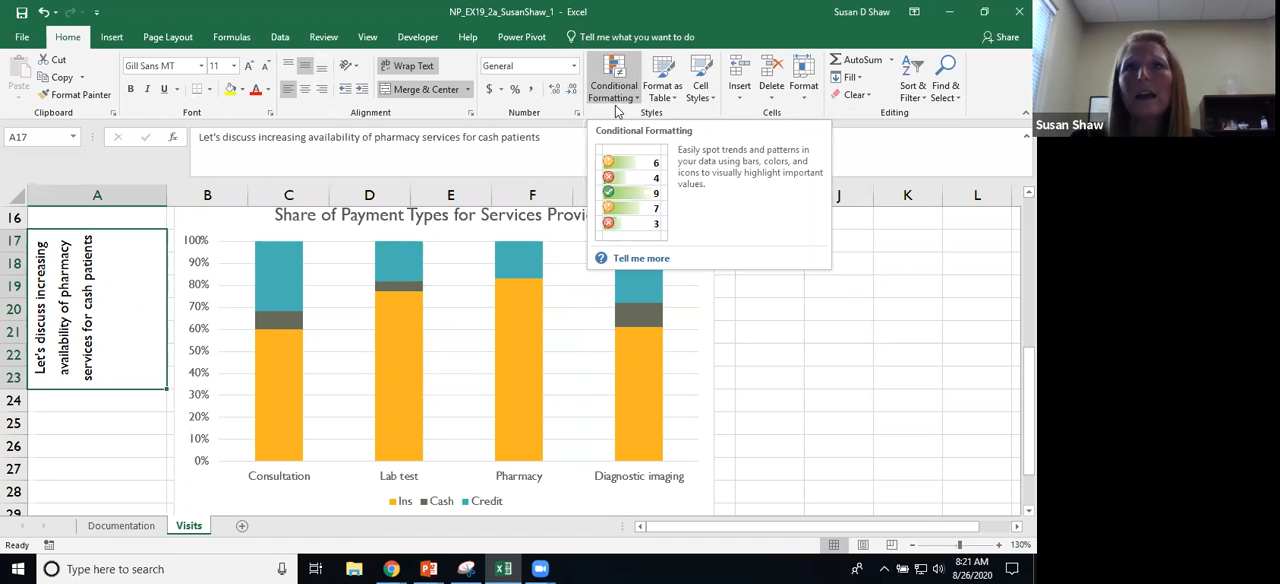 NP_EX19_2a_SusanShaw_1 - Excel
Susan D Shaw
File Home Insert Page Layout Formulas Data Review View Developer Help Power Pivot Tell me what you want to do Share
Cut
Copy
Format Painter
Paste
Clipboard
Gill Sans MT 11
B I U
Font
Wrap Text
Merge & Center
Alignment
General
$ % ,
Number
Conditional
Formatting
Format as
Table
Cell
Styles
Styles
Insert Delete Format
Cells
AutoSum
Fill
Clear
Sort &
Filter
Find &
Select
Editing
Susan Shaw
A17
fx
Let's discuss increasing availability of pharmacy services for cash patients
Conditional Formatting
Easily spot trends and patterns in
your data using bars, colors, and
icons to visually highlight important
values.
6
4
9
7
3
Tell me more
A B C D E F J K L
16
17
18
19
20
21
22
23
24
25
26
27
28
29
Let's discuss increasing
availability of pharmacy
services for cash patients
Share of Payment Types for Services Provi
100%
90%
80%
70%
60%
50%
40%
30%
20%
10%
0%
Consultation Lab test Pharmacy Diagnostic imaging
Ins Cash Credit
Documentation Visits
Ready
130%
Type here to search
8:21 AM
8/26/2020